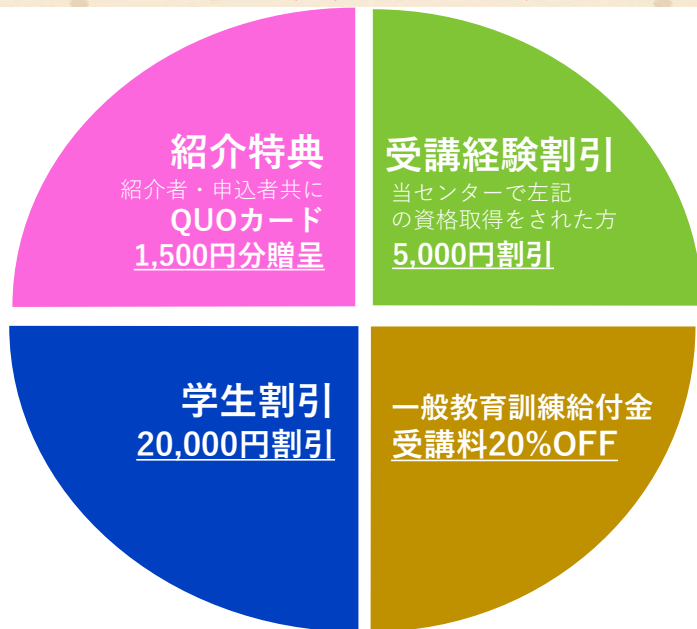 紹介特典
紹介者・申込者共に
QUOカード
1,500円分贈呈
受講経験割引
当センターで左記
の資格取得をされた方
5,000円割引
学生割引
20,000円割引
一般教育訓練給付金
受講料20%OFF